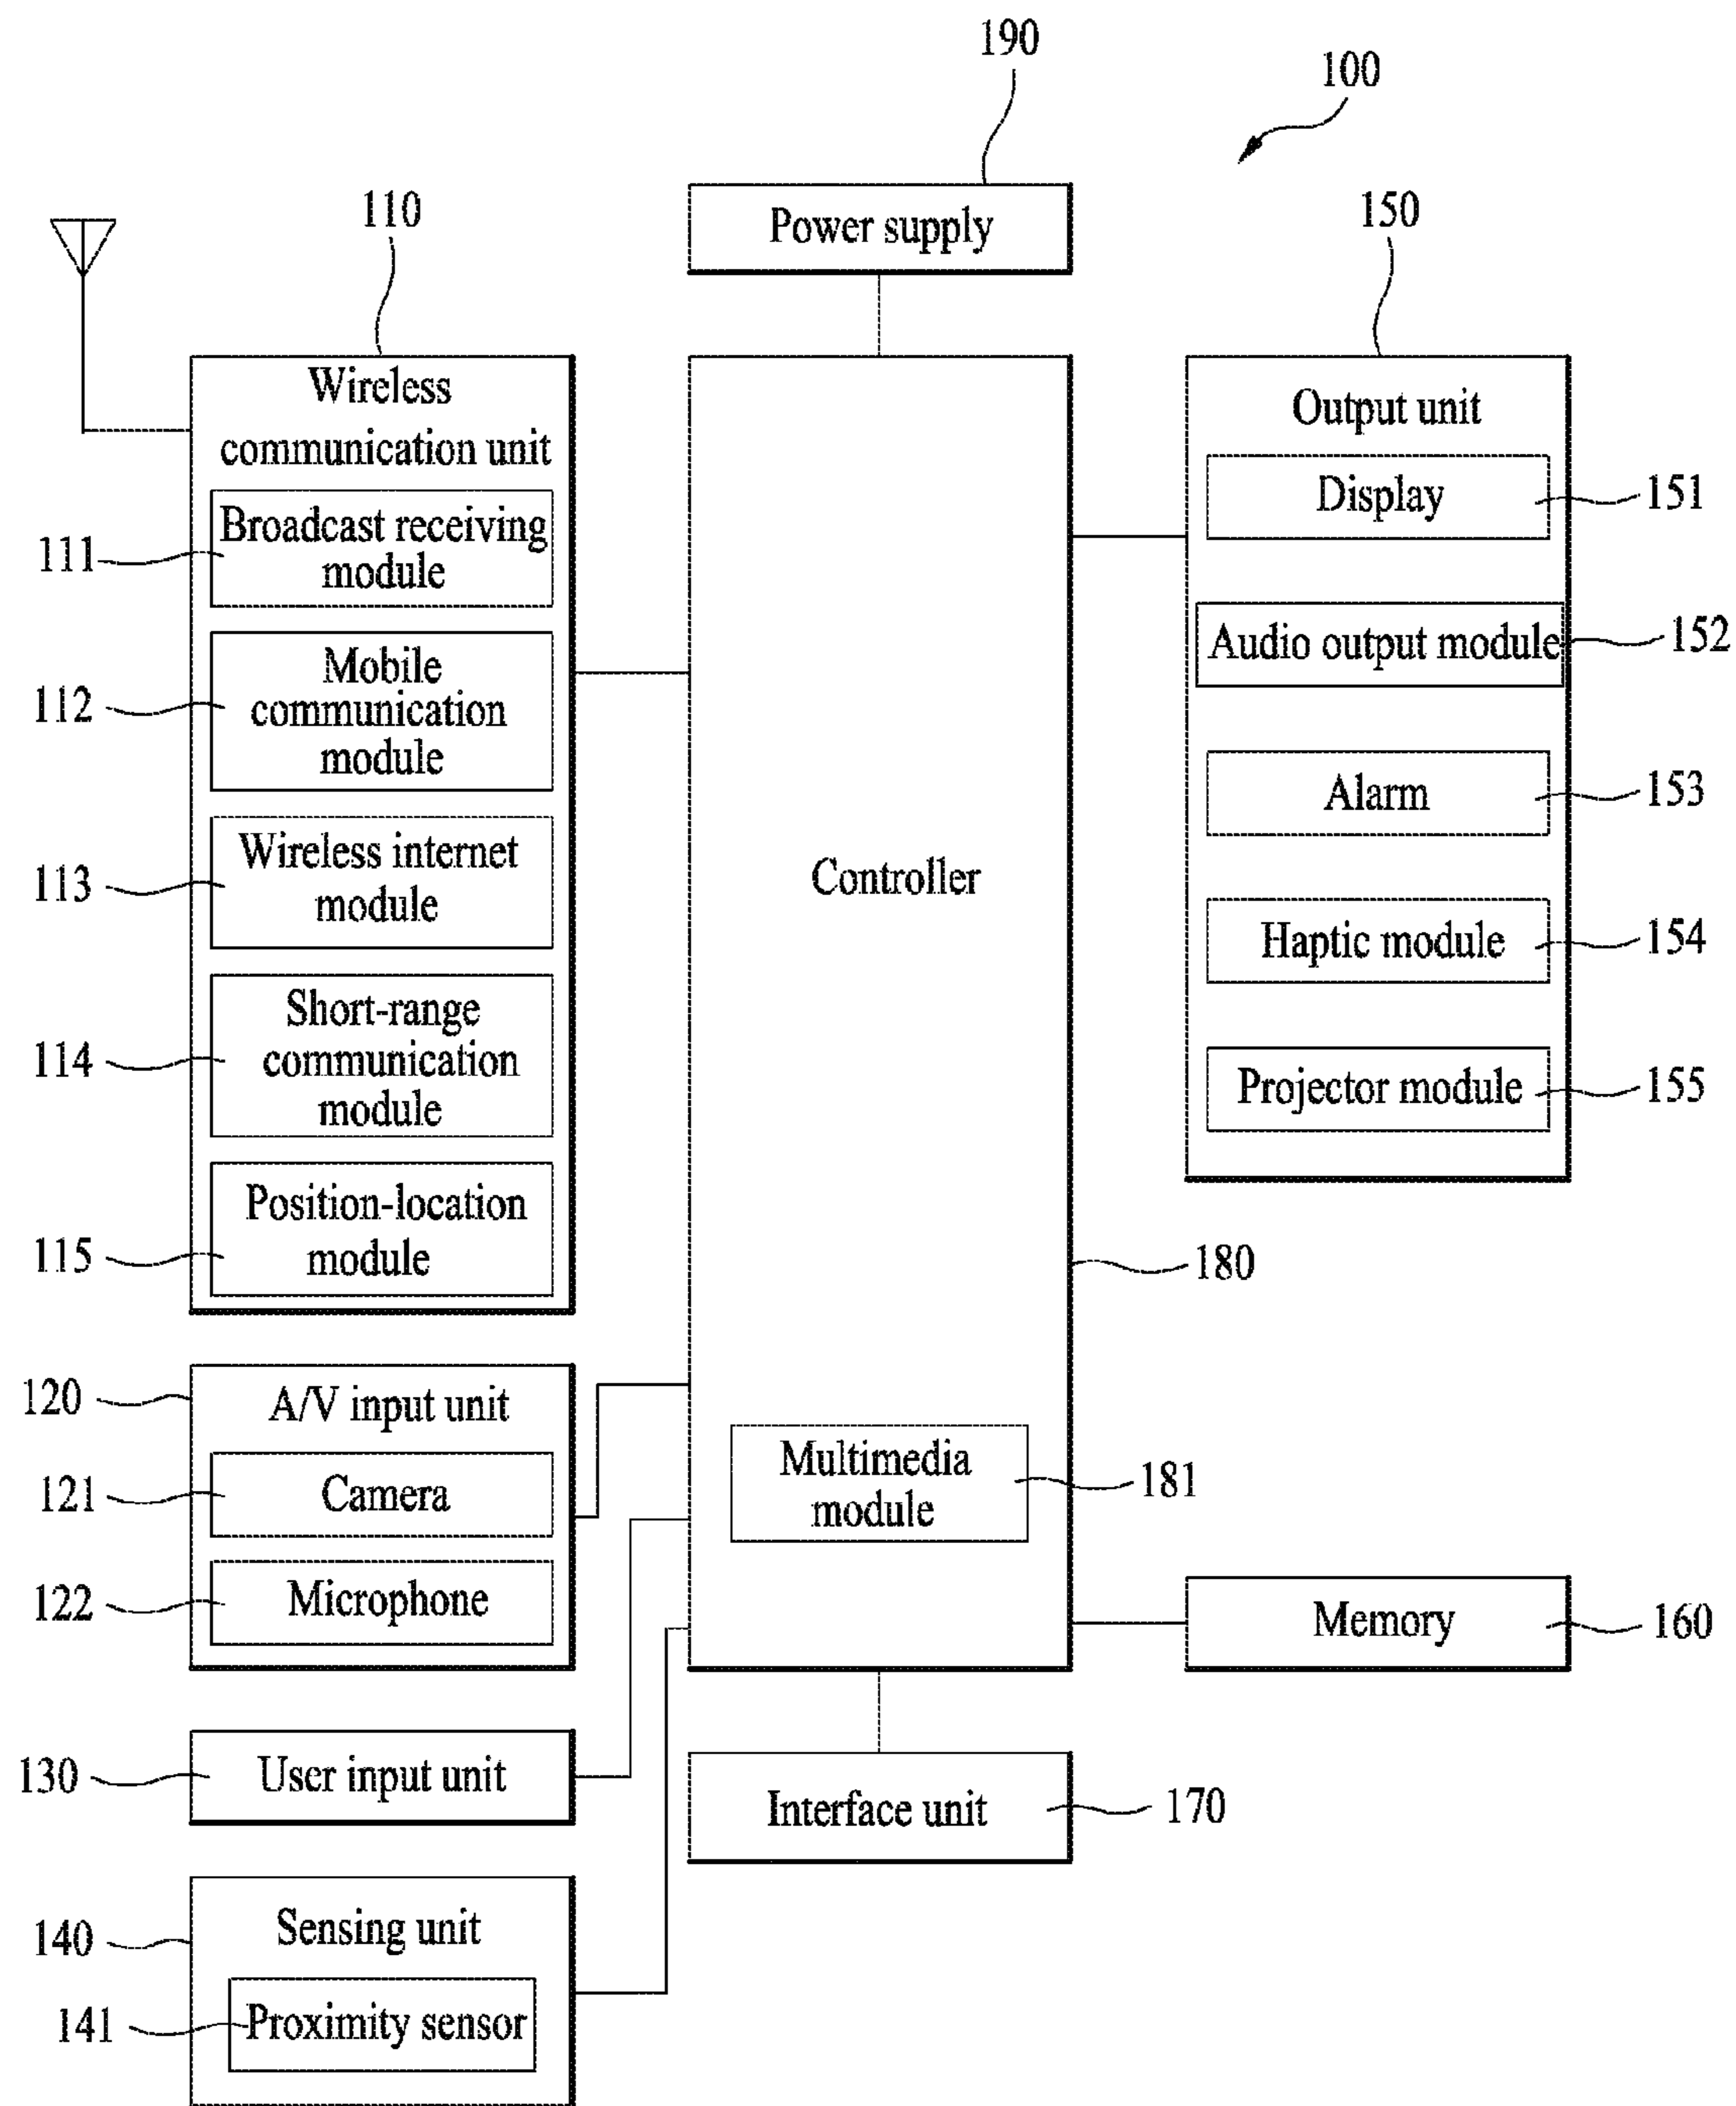 190
100
110
Power supply
150
Wireless
communication unit
Output unit
Display
151
Broadcast receiving
module
111
Audio output module
152
Mobile
communication
module
112
Alarm
153
Wireless internet
module
113
Controller
Haptic module
154
Short-range
communication
module
114
Projector module
155
Position-location
module
115
180
120
A/V input unit
121
Camera
Multimedia
module
181
122
Microphone
Memory
160
130
User input unit
Interface unit
170
140
Sensing unit
141
Proximity sensor